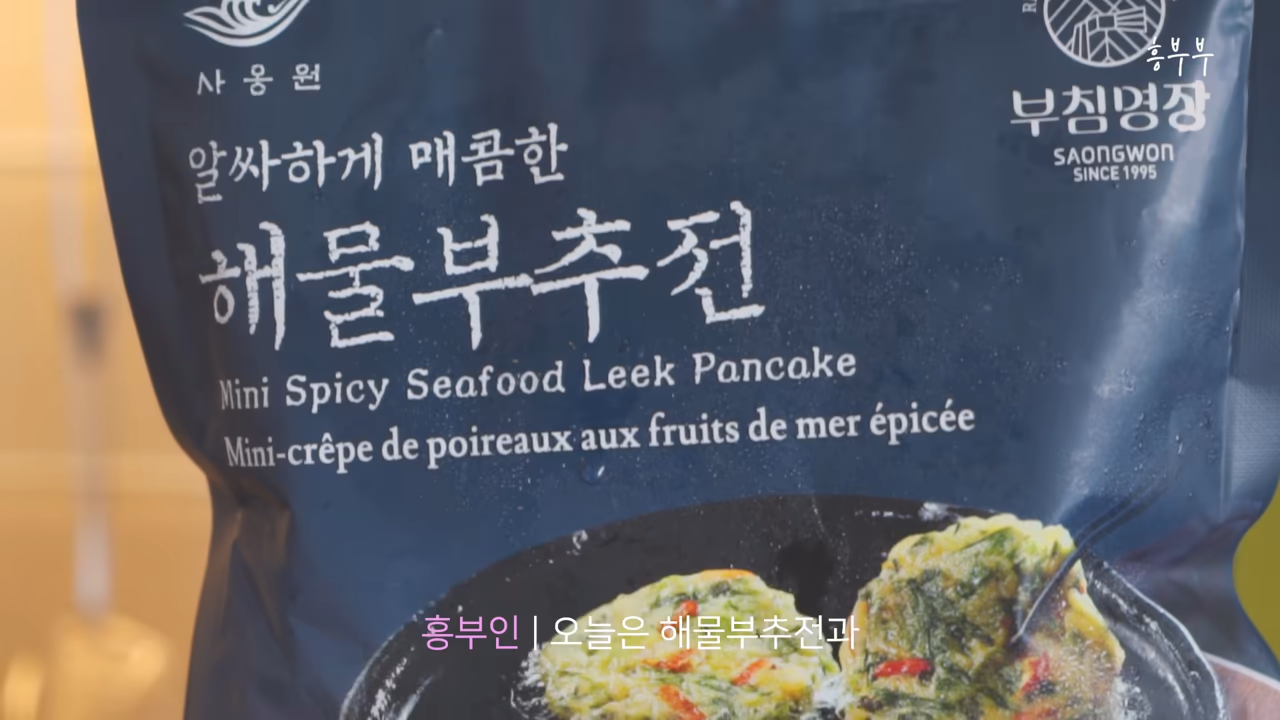 사옹원
흥부부
부침명장
SAONGWON
SINCE 1995
알싸하게 매콤한
해물부추전
Mini Spicy Seafood Leek Pancake
Mini-crêpe de poireaux aux fruits de mer épicée
흥부인 | 오늘은 해물부추전과